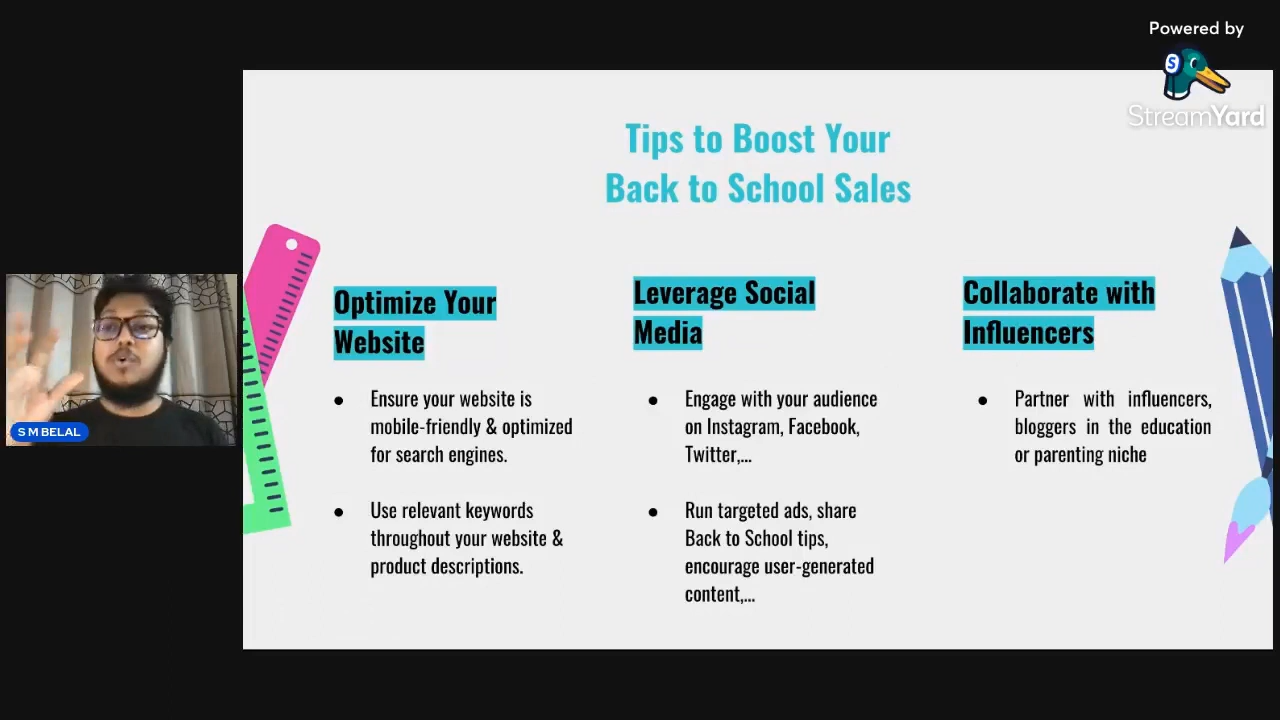 Powered by
S
StreamYard
Tips to Boost Your
Back to School Sales
Optimize Your
Website
● Ensure your website is
mobile-friendly & optimized
for search engines.
● Use relevant keywords
throughout your website &
product descriptions.
Leverage Social
Media
● Engage with your audience
on Instagram, Facebook,
Twitter,...
● Run targeted ads, share
Back to School tips,
encourage user-generated
content,...
Collaborate with
Influencers
● Partner with influencers,
bloggers in the education
or parenting niche
S M BELAL